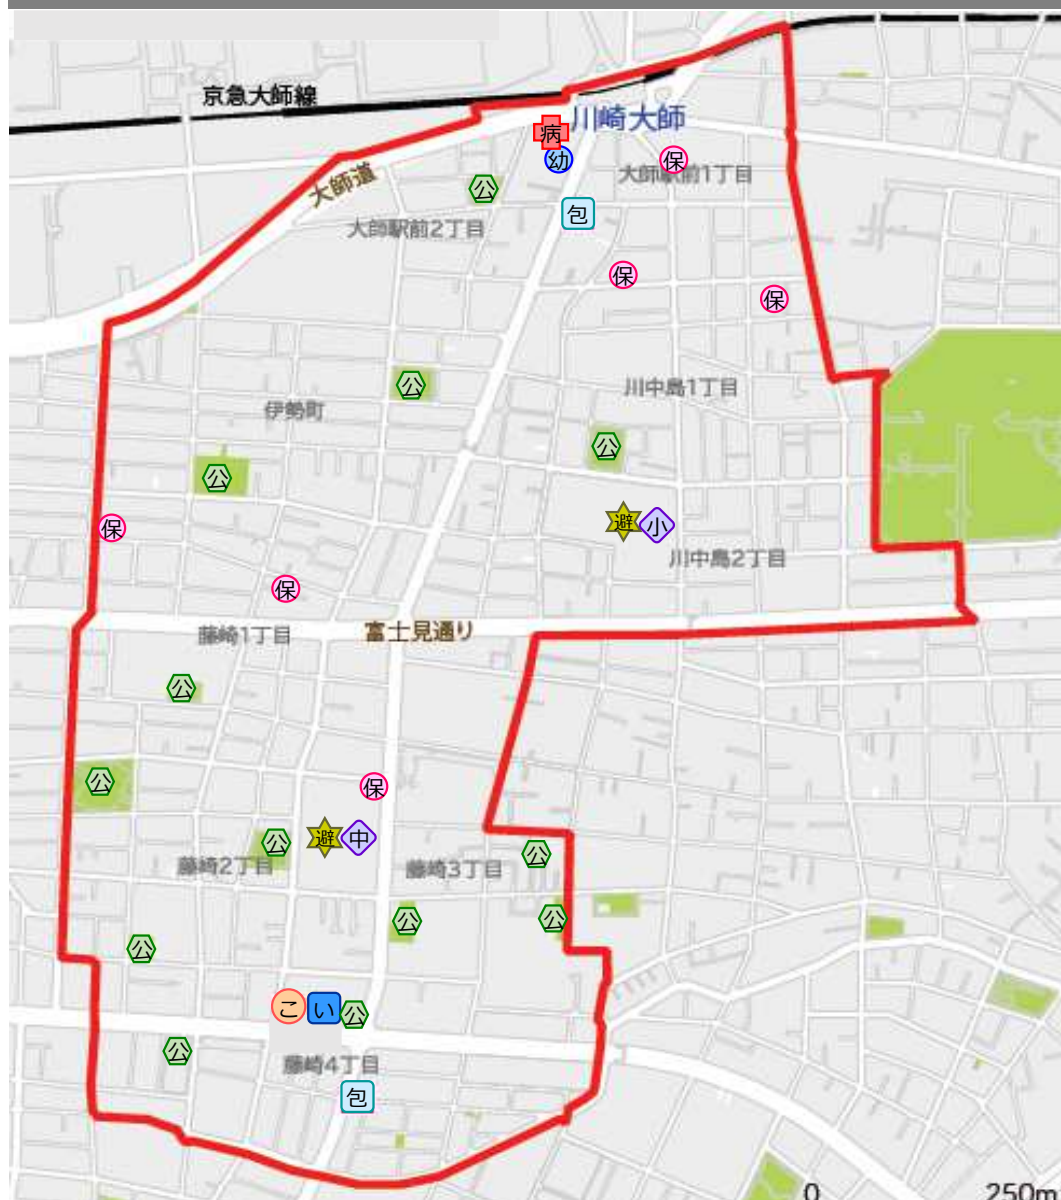 京急大師線
川崎大師
病
幼
保
大師駅前1丁目
大師道
公
包
大師駅前2丁目
保
保
公
川中島1丁目
伊勢町
公
公
避
小
保
川中島2丁目
保
藤崎1丁目
富士見通り
公
公
保
避
中
公
公
藤崎2丁目
藤崎3丁目
公
公
公
こ
い
公
公
藤崎4丁目
包
0
250m